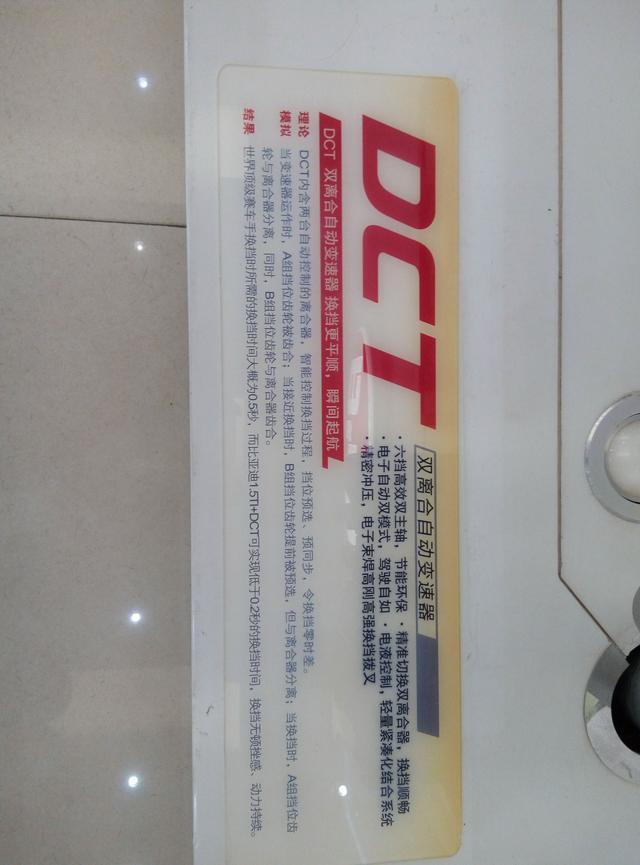 DCT
双离合自动变速器
·六挡高效双主轴，节能环保 ·精准切换双离合器，换挡顺畅
·电子自动双模式，驾驶自如 ·电液控制，轻量紧凑化结合系统
·精密冲压，电子束焊高刚高强换挡拨叉
DCT 双离合自动变速器 换挡更平顺，瞬间起航
理论 DCT内含两台自动控制的离合器，智能控制换挡过程，挡位预选、预同步，令换挡零时差。
模拟 当变速器运作时，A组挡位齿轮被齿合；当接近换挡时，B组挡位齿轮提前被预选，但与离合器分离；当换挡时，A组挡位齿
轮与离合器分离，同时，B组挡位齿轮与离合器齿合。
结果 世界顶级赛车手换挡时所需的换挡时间大概为0.5秒，而比亚迪1.5TI+DCT可实现低于0.2秒的换挡时间，换挡无顿挫感、动力持续。